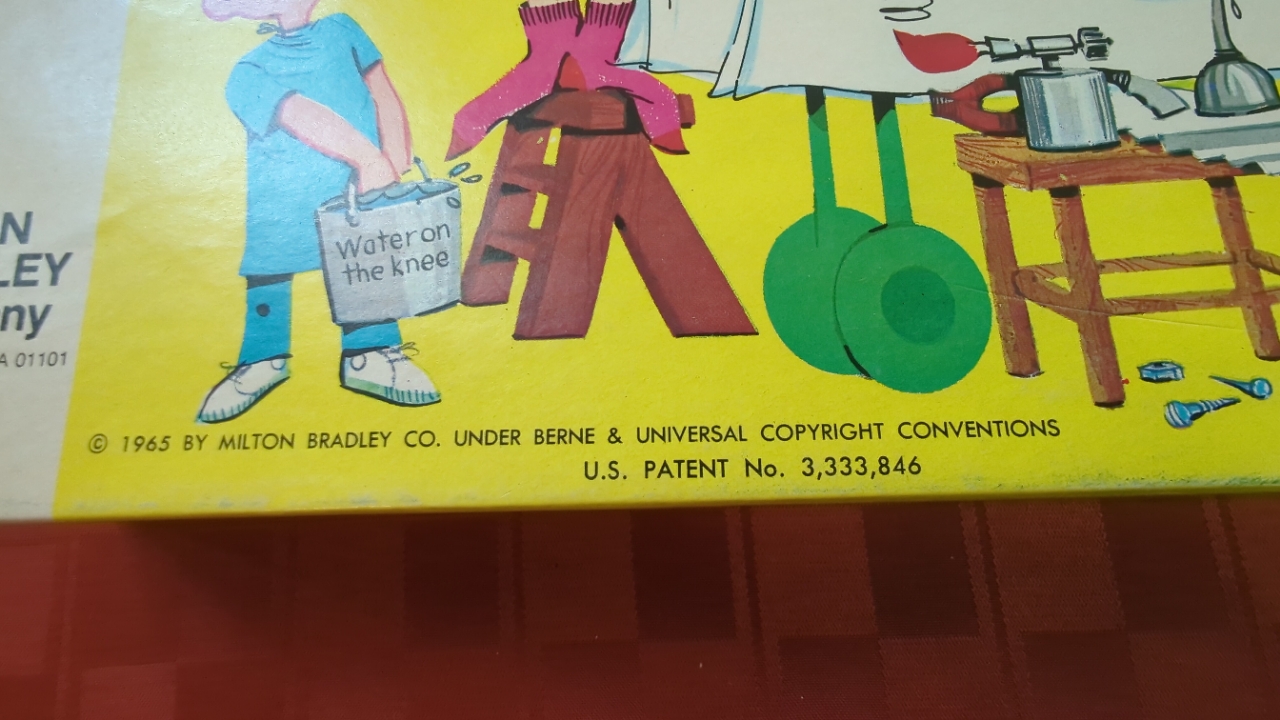 N
LEY
ny
A 01101
Water on
the knee
© 1965 BY MILTON BRADLEY CO. UNDER BERNE & UNIVERSAL COPYRIGHT CONVENTIONS
U.S. PATENT No. 3,333,846